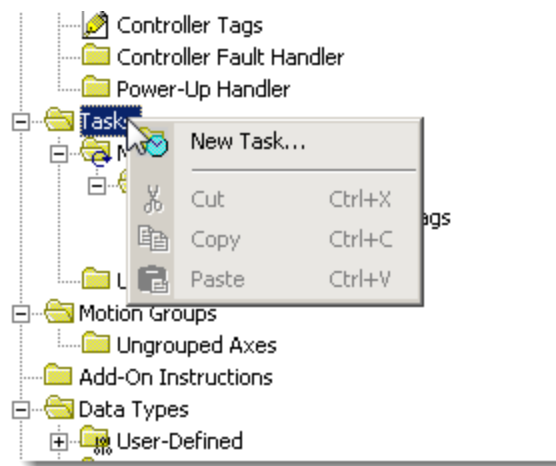 Controller Tags
Controller Fault Handler
Power-Up Handler
Task
New Task...
Cut Ctrl+X
Copy Ctrl+C
Paste Ctrl+V
Motion Groups
Ungrouped Axes
Add-On Instructions
Data Types
User-Defined